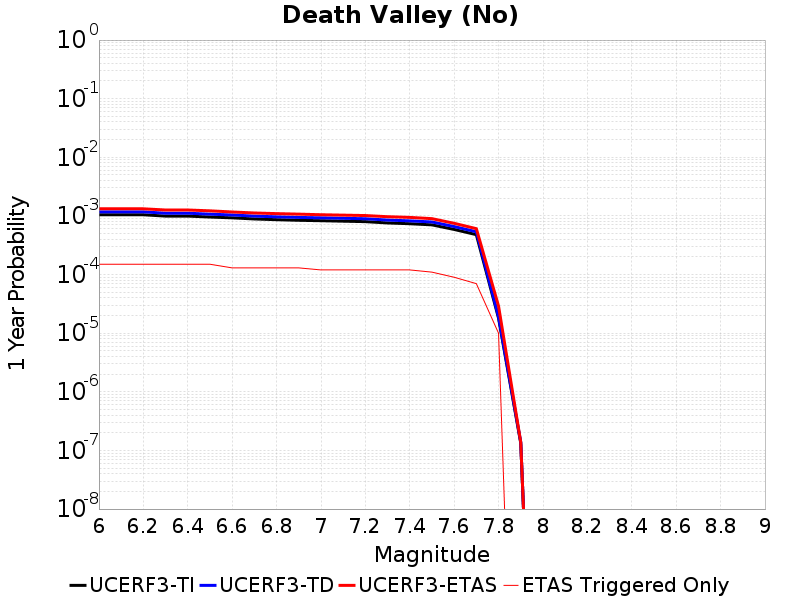 Death Valley (No)
1 Year Probability
10^0
10^-1
10^-2
10^-3
10^-4
10^-5
10^-6
10^-7
10^-8
6 6.2 6.4 6.6 6.8 7 7.2 7.4 7.6 7.8 8 8.2 8.4 8.6 8.8 9
Magnitude
UCERF3-TI UCERF3-TD UCERF3-ETAS ETAS Triggered Only